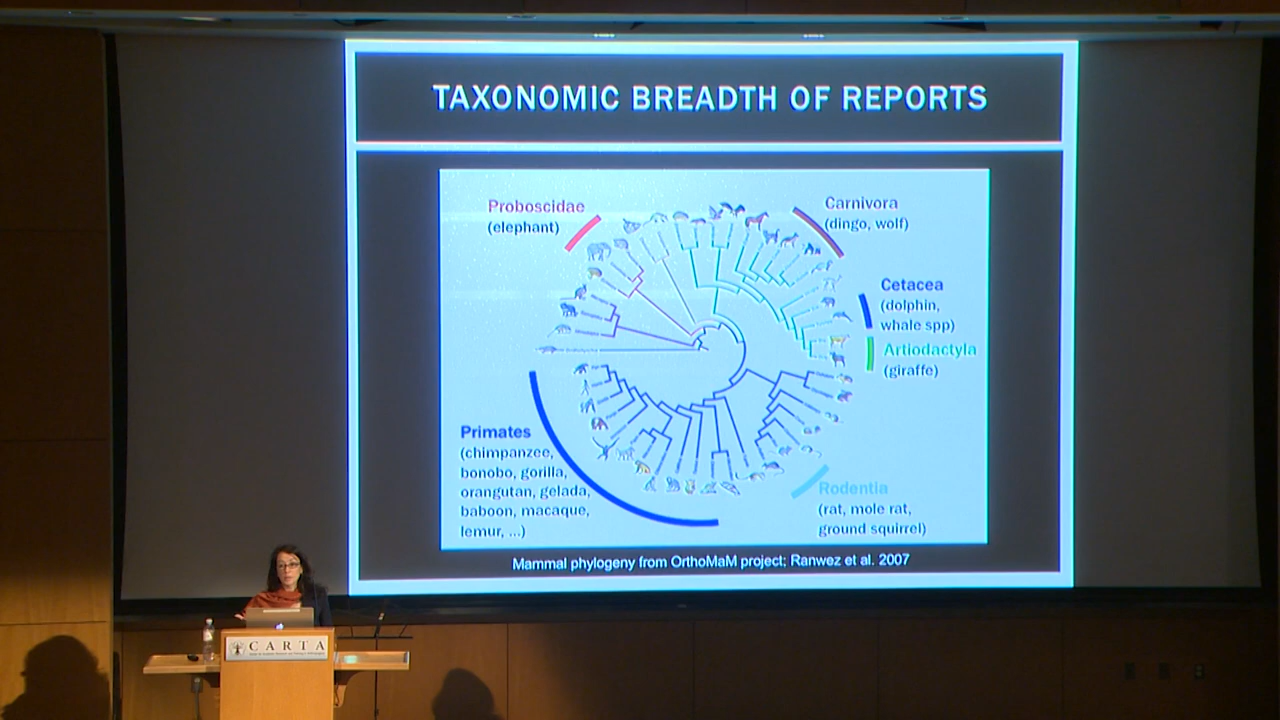 TAXONOMIC BREADTH OF REPORTS
Proboscidae
(elephant)
Carnivora
(dingo, wolf)
Cetacea
(dolphin,
whale spp)
Artiodactyla
(giraffe)
Primates
(chimpanzee,
bonobo, gorilla,
orangutan, gelada,
baboon, macaque,
lemur, ...)
Rodentia
(rat, mole rat,
ground squirrel)
Mammal phylogeny from OrthoMaM project; Ranwez et al. 2007
CARTA